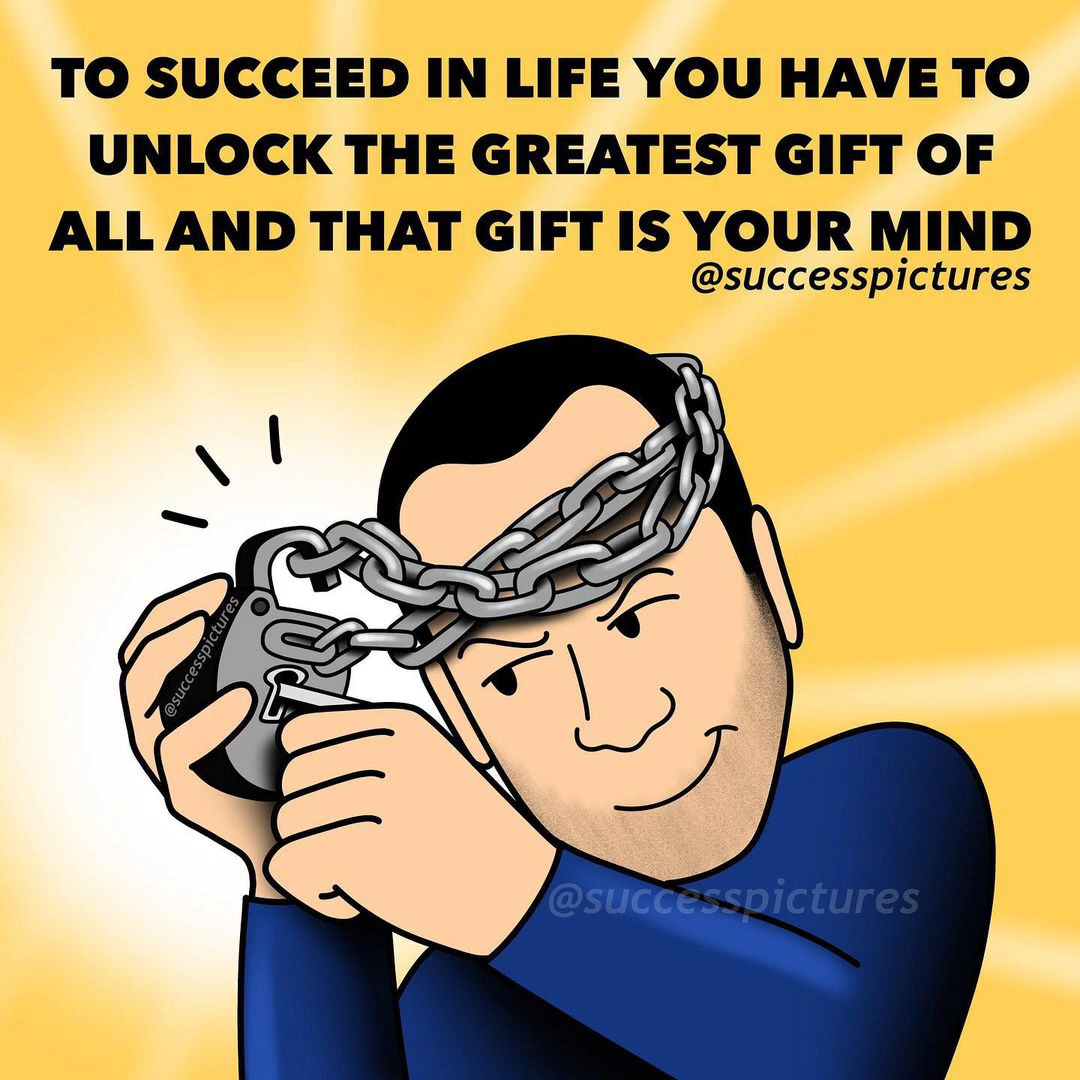 TO SUCCEED IN LIFE YOU HAVE TO
UNLOCK THE GREATEST GIFT OF
ALL AND THAT GIFT IS YOUR MIND
@successpictures
@successpictures
@successpictures